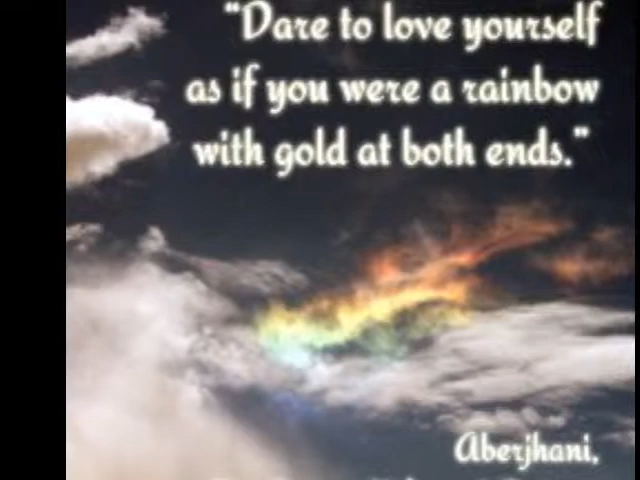 "Dare to love yourself
as if you were a rainbow
with gold at both ends."
Aberjhani,